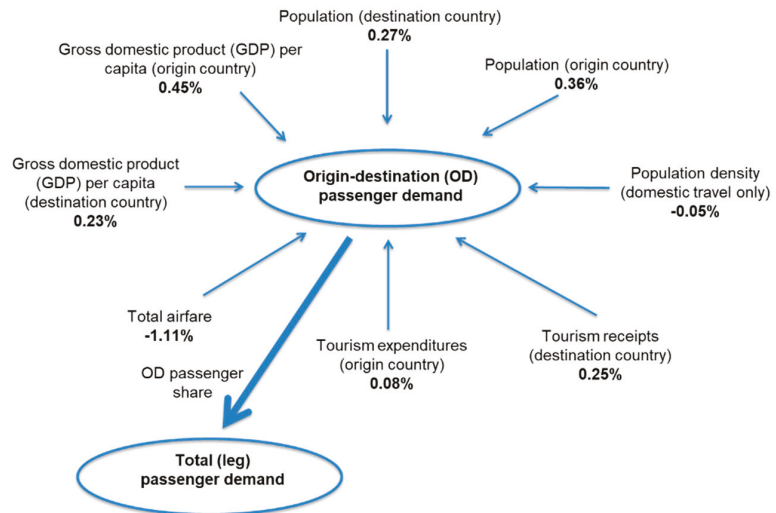 Population (destination country)
0.27%
Gross domestic product (GDP) per
capita (origin country)
0.45%
Population (origin country)
0.36%
Gross domestic product
(GDP) per capita
(destination country)
0.23%
Origin-destination (OD)
passenger demand
Population density
(domestic travel only)
-0.05%
Total airfare
-1.11%
Tourism expenditures
(origin country)
0.08%
Tourism receipts
(destination country)
0.25%
OD passenger
share
Total (leg)
passenger demand